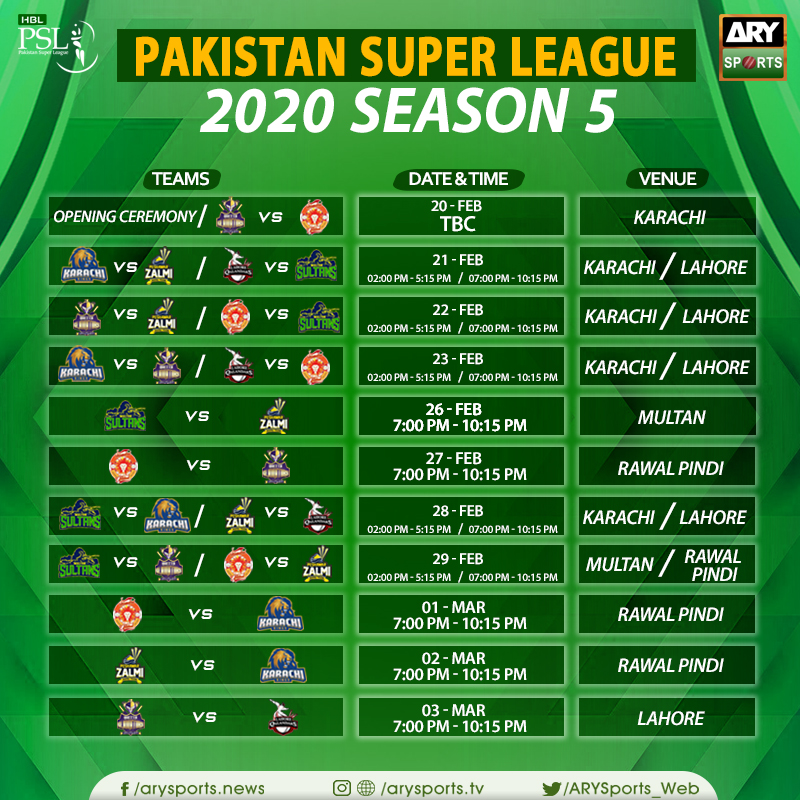 HBL
PSL
Pakistan Super League
ARY
SPORTS
PAKISTAN SUPER LEAGUE
2020 SEASON 5
TEAMS DATE & TIME VENUE
OPENING CEREMONY / VS 20 - FEB TBC KARACHI
KARACHI VS ZALMI / VS SULTANS 21 - FEB KARACHI / LAHORE
02:00 PM - 5:15 PM / 07:00 PM - 10:15 PM
VS ZALMI / VS SULTANS 22 - FEB KARACHI / LAHORE
02:00 PM - 5:15 PM / 07:00 PM - 10:15 PM
KARACHI VS / VS 23 - FEB KARACHI / LAHORE
02:00 PM - 5:15 PM / 07:00 PM - 10:15 PM
SULTANS VS ZALMI 26 - FEB MULTAN
7:00 PM - 10:15 PM
VS 27 - FEB RAWAL PINDI
7:00 PM - 10:15 PM
SULTANS VS KARACHI / ZALMI VS 28 - FEB KARACHI / LAHORE
02:00 PM - 5:15 PM / 07:00 PM - 10:15 PM
SULTANS VS / VS ZALMI 29 - FEB MULTAN / RAWAL PINDI
02:00 PM - 5:15 PM / 07:00 PM - 10:15 PM
VS KARACHI 01 - MAR RAWAL PINDI
7:00 PM - 10:15 PM
ZALMI VS KARACHI 02 - MAR RAWAL PINDI
7:00 PM - 10:15 PM
VS 03 - MAR LAHORE
7:00 PM - 10:15 PM
f /arysports.news /arysports.tv /ARYSports_Web